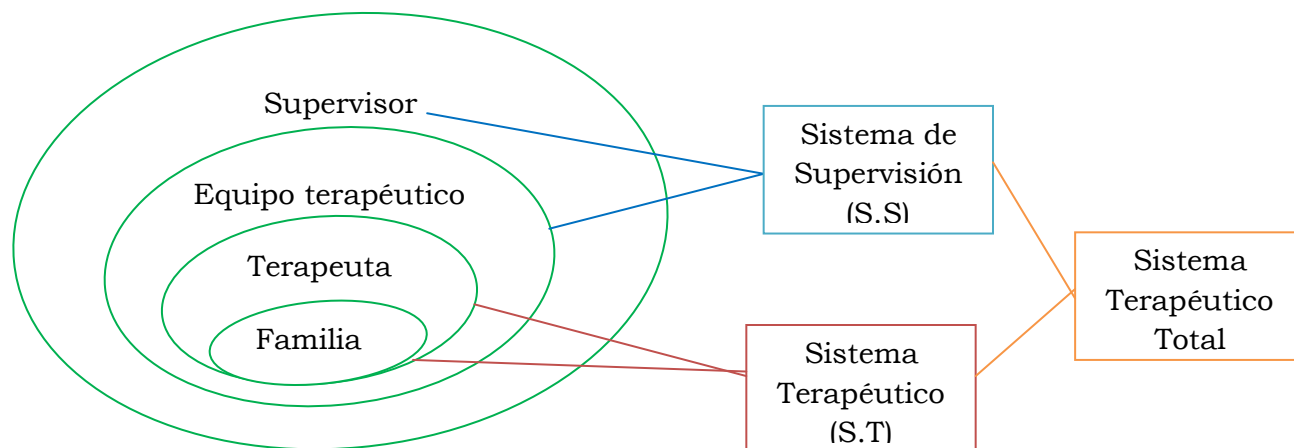 Supervisor
Equipo terapéutico
Terapeuta
Familia
Sistema de
Supervisión
(S.S)
Sistema
Terapéutico
(S.T)
Sistema
Terapéutico
Total